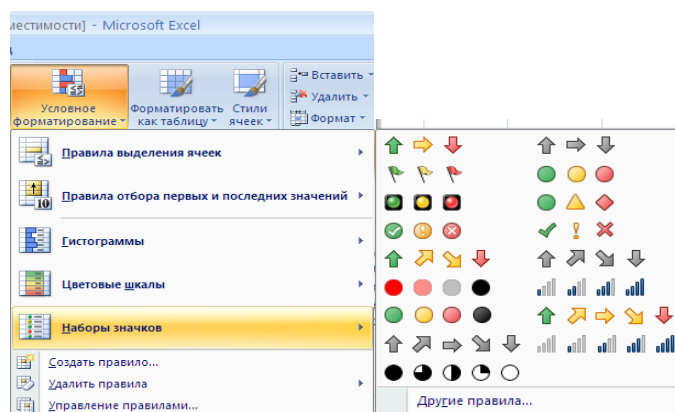 местимости] - Microsoft Excel
Условное форматирование
Форматировать как таблицу
Стили ячеек
Вставить
Удалить
Формат
Правила выделения ячеек
Правила отбора первых и последних значений
Гистограммы
Цветовые шкалы
Наборы значков
Создать правило...
Удалить правила
Управление правилами...
Другие правила...